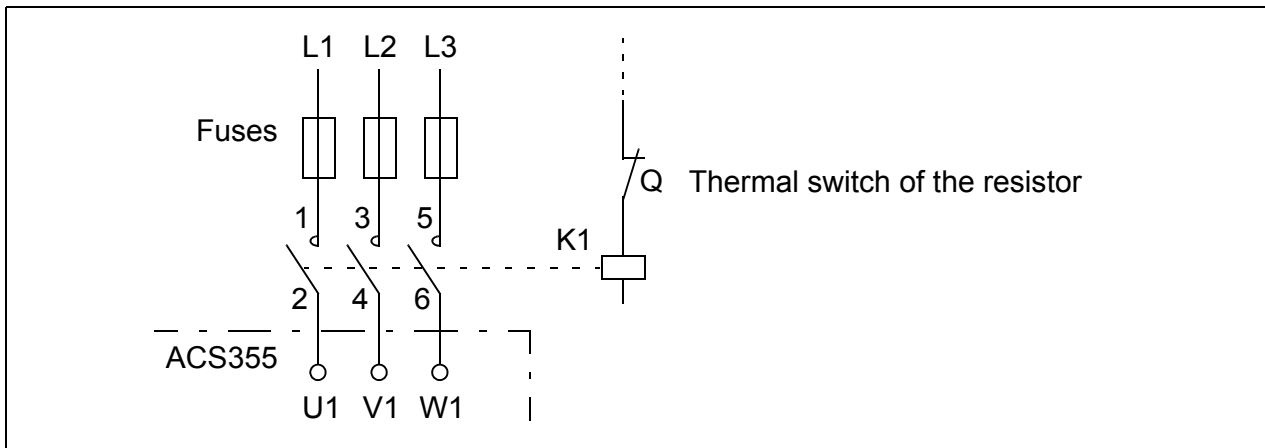 L1 L2 L3
Fuses
Q Thermal switch of the resistor
1 3 5
K1
2 4 6
ACS355
U1 V1 W1